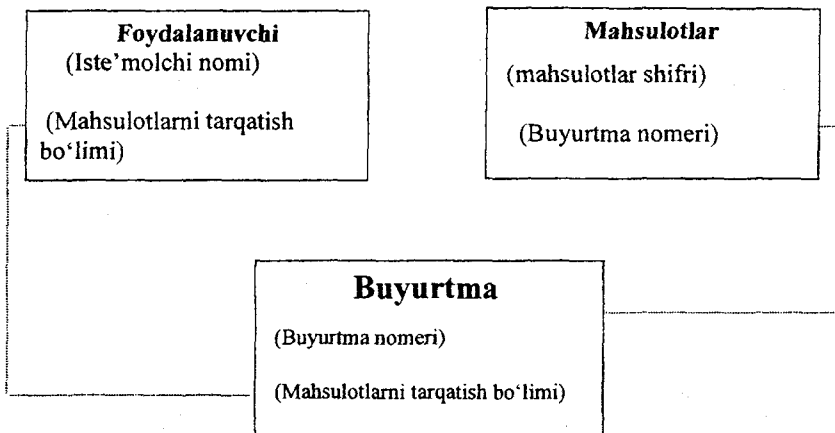 Foydalanuvchi
(Iste’molchi nomi)
(Mahsulotlarni tarqatish
bo‘limi)
Mahsulotlar
(mahsulotlar shifri)
(Buyurtma nomeri)
Buyurtma
(Buyurtma nomeri)
(Mahsulotlarni tarqatish bo‘limi)